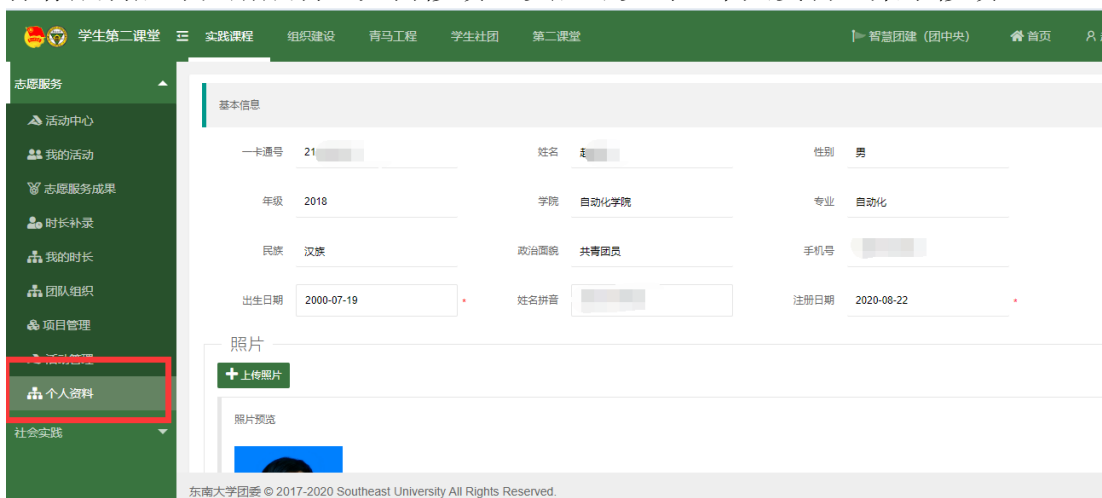 学生第二课堂 实践课程 组织建设 青马工程 学生社团 第二课堂 智慧团建（团中央） 首页
志愿服务
活动中心
我的活动
志愿服务成果
时长补录
我的时长
团队组织
项目管理
活动管理
个人资料
社会实践
基本信息
一卡通号 21 姓名 性别 男
年级 2018 学院 自动化学院 专业 自动化
民族 汉族 政治面貌 共青团员 手机号
出生日期 2000-07-19 * 姓名拼音 注册日期 2020-08-22 *
照片
上传照片
照片预览
东南大学团委 © 2017-2020 Southeast University All Rights Reserved.